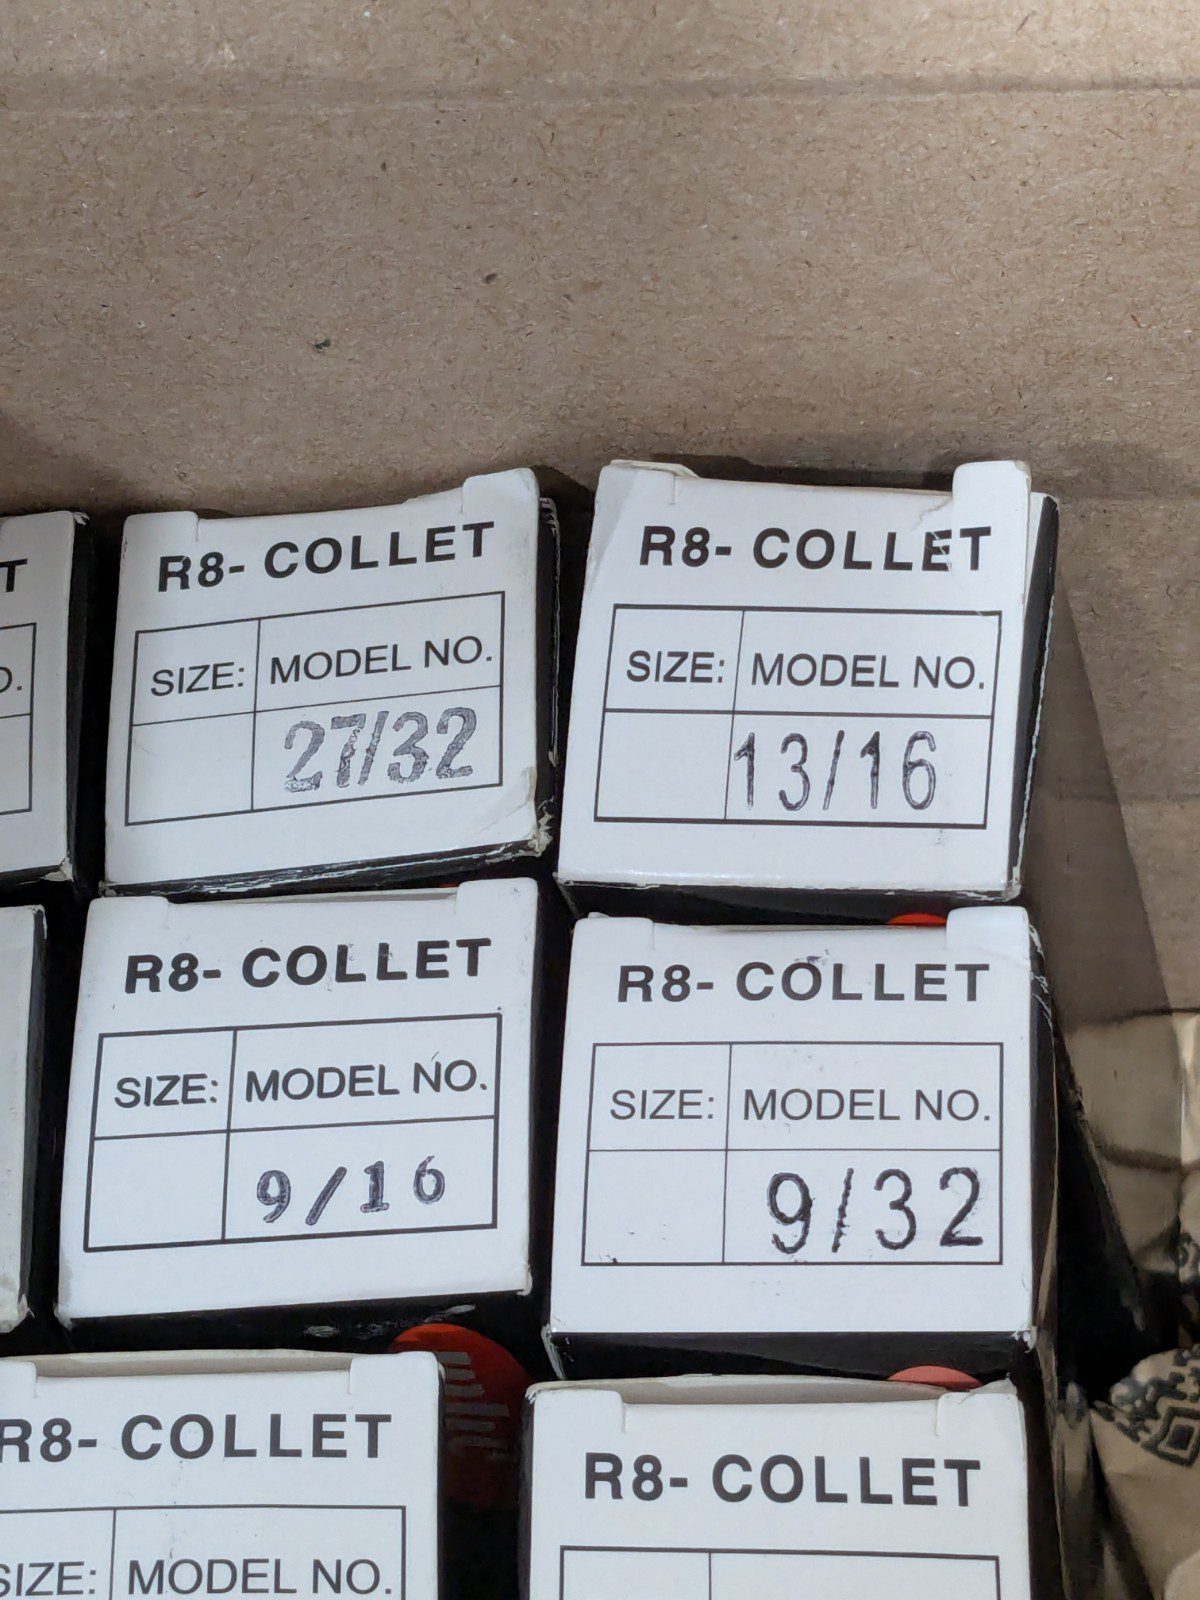 T
O.
R8- COLLET
SIZE: MODEL NO.
27/32
R8- COLLET
SIZE: MODEL NO.
13/16
R8- COLLET
SIZE: MODEL NO.
9/16
R8- COLLET
SIZE: MODEL NO.
9/32
R8- COLLET
SIZE: MODEL NO.
R8- COLLET